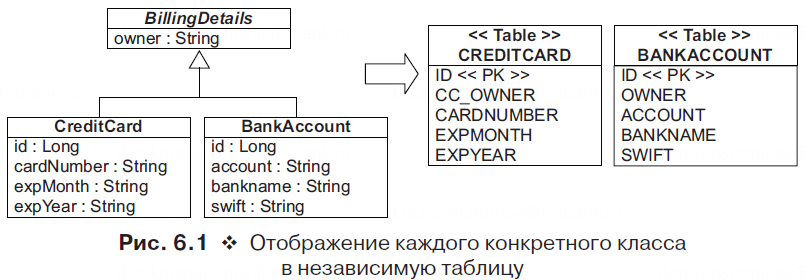 BillingDetails
owner : String
CreditCard
id : Long
cardNumber : String
expMonth : String
expYear : String
BankAccount
id : Long
account : String
bankname : String
swift : String
<< Table >>
CREDITCARD
ID << PK >>
CC_OWNER
CARDNUMBER
EXPMONTH
EXPYEAR
<< Table >>
BANKACCOUNT
ID << PK >>
OWNER
ACCOUNT
BANKNAME
SWIFT
Рис. 6.1 ❖ Отображение каждого конкретного класса
в независимую таблицу